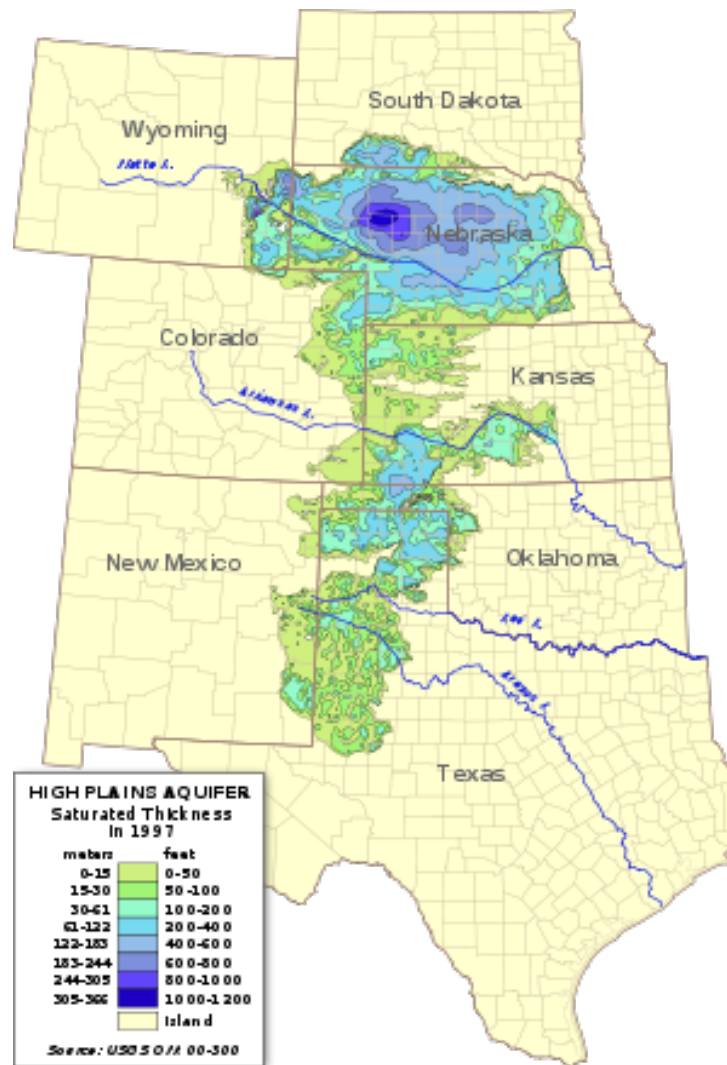 South Dakota
Wyoming
Platte R.
Nebraska
Colorado
Kansas
Arkansas R.
New Mexico
Oklahoma
Red R.
Brazos R.
Texas
HIGH PLAINS AQUIFER
Saturated Thickness
in 1997
meters feet
0-15 0-50
15-30 50-100
30-61 100-200
61-122 200-400
122-183 400-600
183-244 600-800
244-305 800-1000
305-366 1000-1200
Island
Source: USGS OFR 00-300